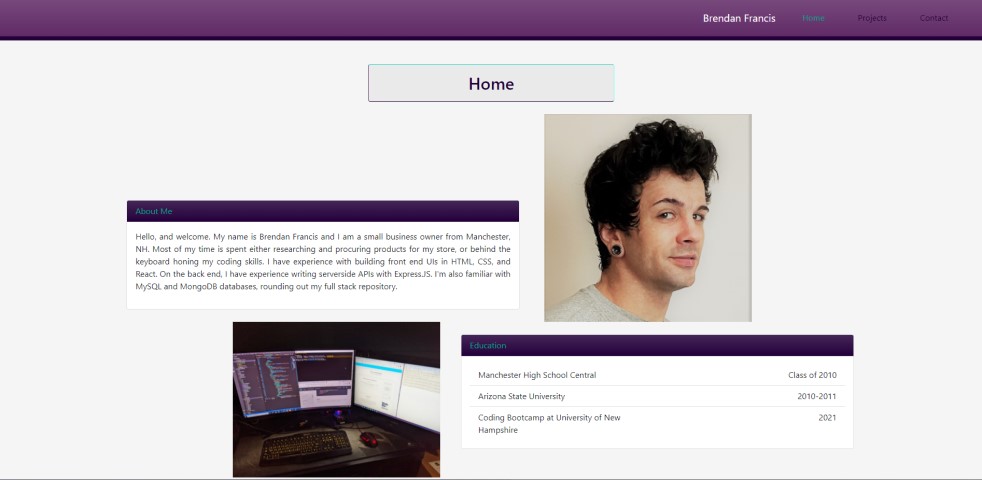 Brendan Francis Home Projects Contact
Home
About Me
Hello, and welcome. My name is Brendan Francis and I am a small business owner from Manchester,
NH. Most of my time is spent either researching and procuring products for my store, or behind the
keyboard honing my coding skills. I have experience with building front end UIs in HTML, CSS, and
React. On the back end, I have experience writing serverside APIs with Express.JS. I'm also familiar with
MySQL and MongoDB databases, rounding out my full stack repository.
Education
Manchester High School Central Class of 2010
Arizona State University 2010-2011
Coding Bootcamp at University of New 2021
Hampshire